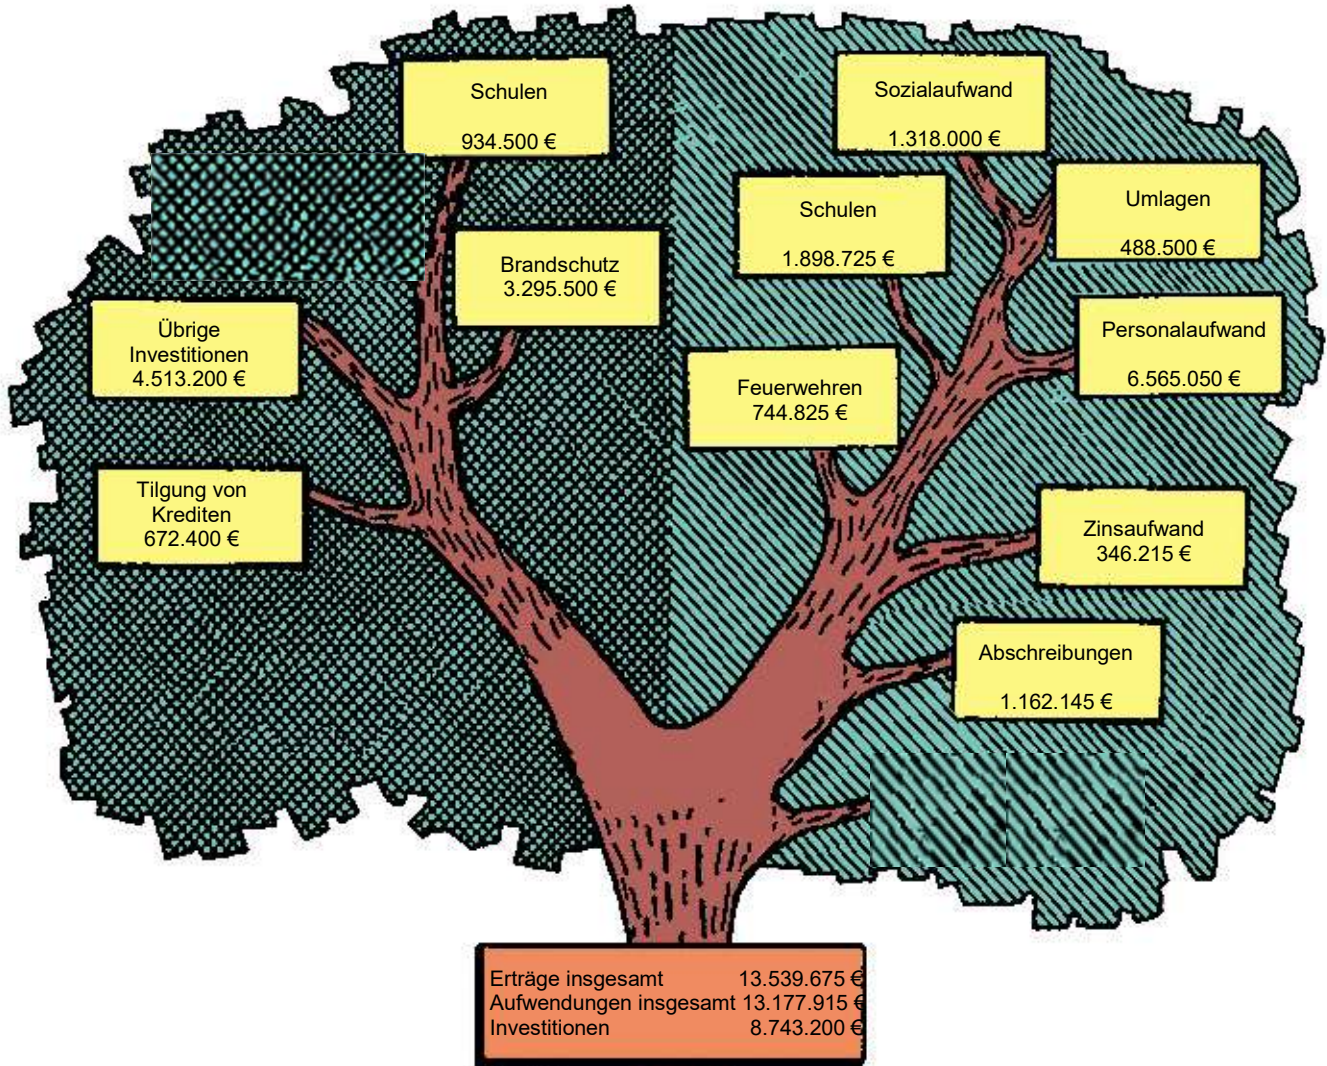 Schulen
934.500 €
Sozialaufwand
1.318.000 €
Schulen
1.898.725 €
Umlagen
488.500 €
Brandschutz
3.295.500 €
Übrige
Investitionen
4.513.200 €
Personalaufwand
6.565.050 €
Feuerwehren
744.825 €
Tilgung von
Krediten
672.400 €
Zinsaufwand
346.215 €
Abschreibungen
1.162.145 €
Erträge insgesamt 13.539.675 €
Aufwendungen insgesamt 13.177.915 €
Investitionen 8.743.200 €